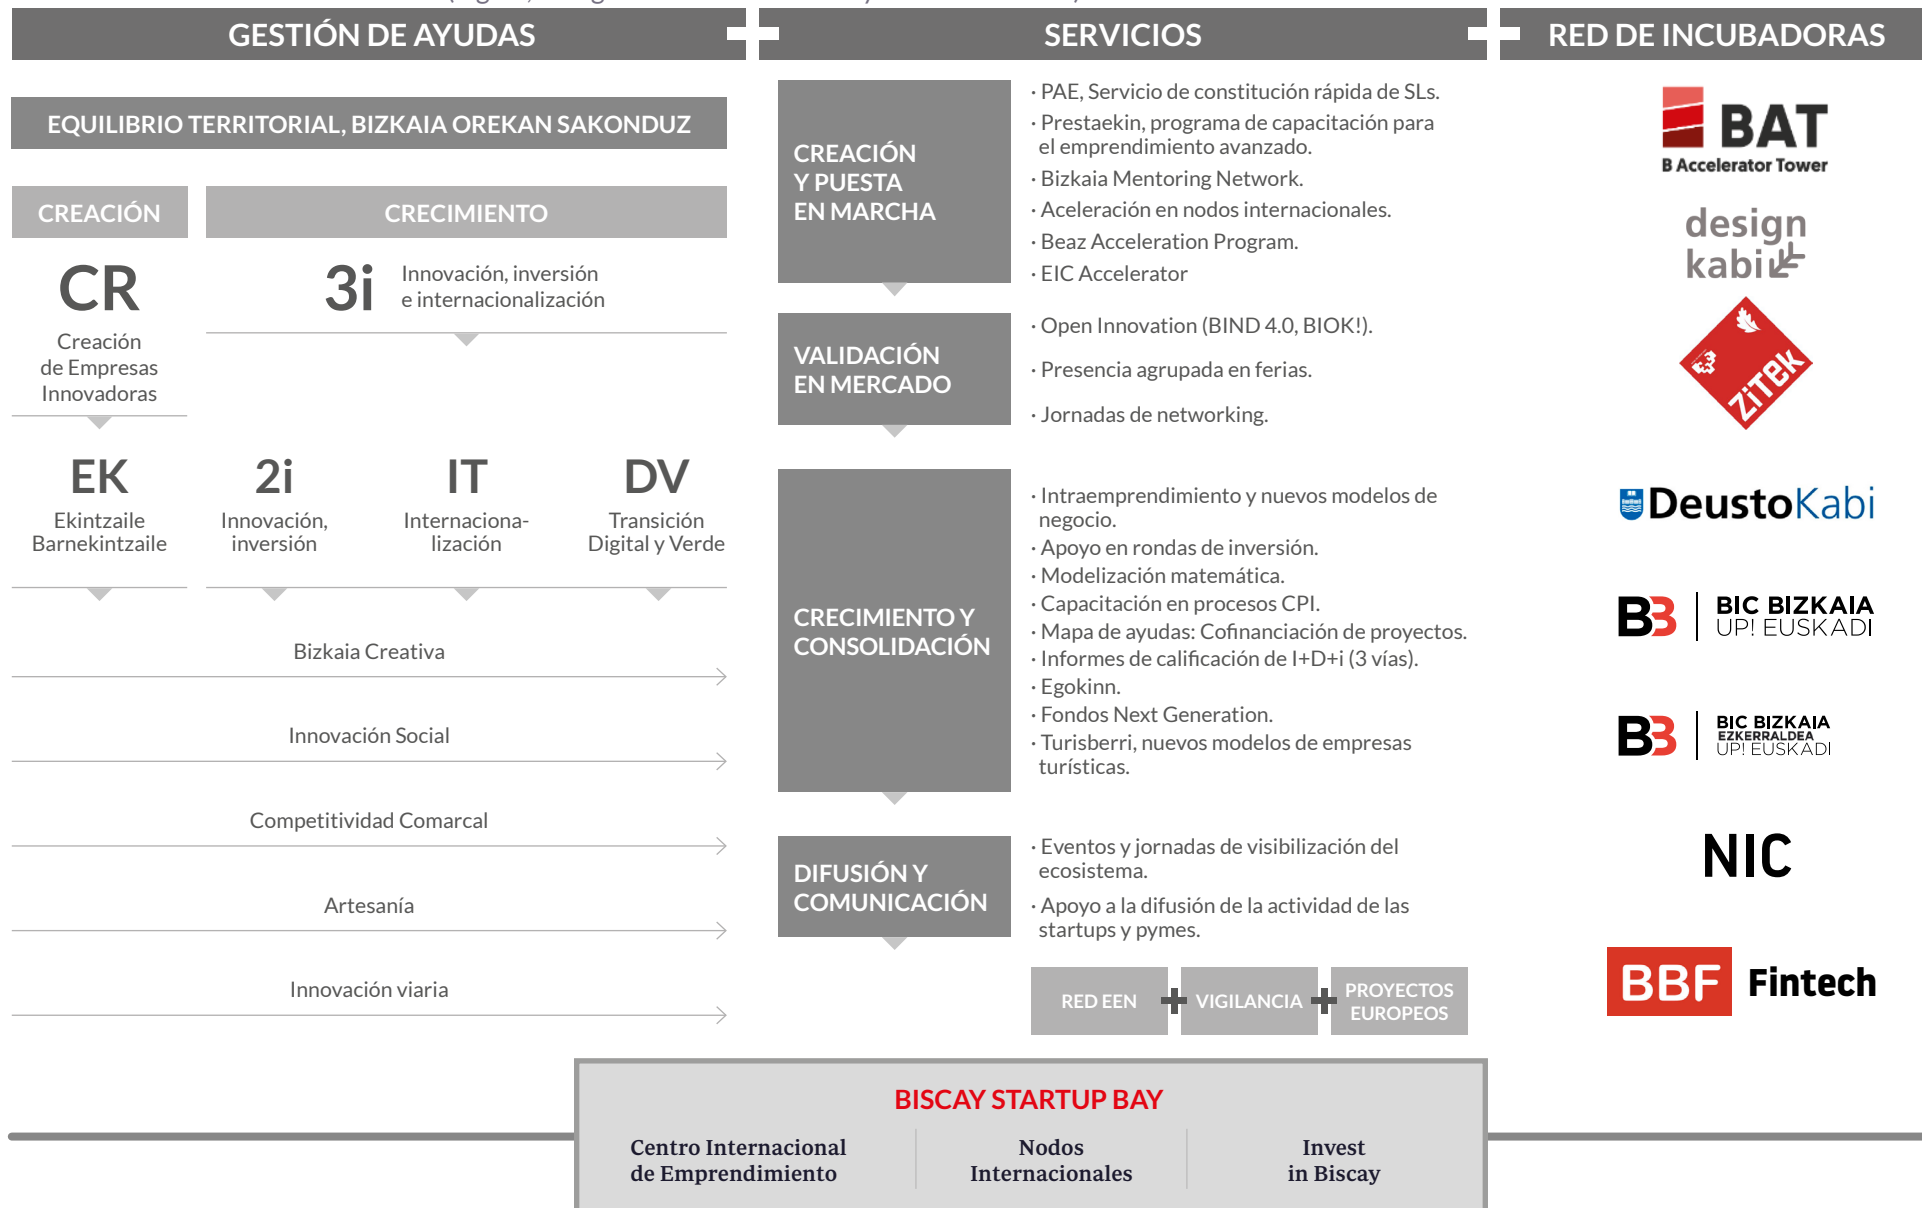 GESTIÓN DE AYUDAS
EQUILIBRIO TERRITORIAL, BIZKAIA OREKAN SAKONDUZ
CREACIÓN
CRECIMIENTO
CR
Creación
de Empresas
Innovadoras
3i
Innovación, inversión
e internacionalización
EK
Ekintzaile
Barnekintzaile
2i
Innovación,
inversión
IT
Internaciona-
lización
DV
Transición
Digital y Verde
Bizkaia Creativa
Innovación Social
Competitividad Comarcal
Artesanía
Innovación viaria
SERVICIOS
CREACIÓN
Y PUESTA
EN MARCHA
· PAE, Servicio de constitución rápida de SLs.
· Prestaekin, programa de capacitación para
el emprendimiento avanzado.
· Bizkaia Mentoring Network.
· Aceleración en nodos internacionales.
· Beaz Acceleration Program.
· EIC Accelerator
VALIDACIÓN
EN MERCADO
· Open Innovation (BIND 4.0, BIOK!).
· Presencia agrupada en ferias.
· Jornadas de networking.
CRECIMIENTO Y
CONSOLIDACIÓN
· Intraemprendimiento y nuevos modelos de
negocio.
· Apoyo en rondas de inversión.
· Modelización matemática.
· Capacitación en procesos CPI.
· Mapa de ayudas: Cofinanciación de proyectos.
· Informes de calificación de I+D+i (3 vías).
· Egokinn.
· Fondos Next Generation.
· Turisberri, nuevos modelos de empresas
turísticas.
DIFUSIÓN Y
COMUNICACIÓN
· Eventos y jornadas de visibilización del
ecosistema.
· Apoyo a la difusión de la actividad de las
startups y pymes.
RED EEN + VIGILANCIA + PROYECTOS
EUROPEOS
RED DE INCUBADORAS
BAT
B Accelerator Tower
design
kabi
ZITEK
DeustoKabi
B3 BIC BIZKAIA
UP! EUSKADI
B3 BIC BIZKAIA
EZKERRALDEA
UP! EUSKADI
NIC
BBF Fintech
BISCAY STARTUP BAY
Centro Internacional
de Emprendimiento
Nodos
Internacionales
Invest
in Biscay